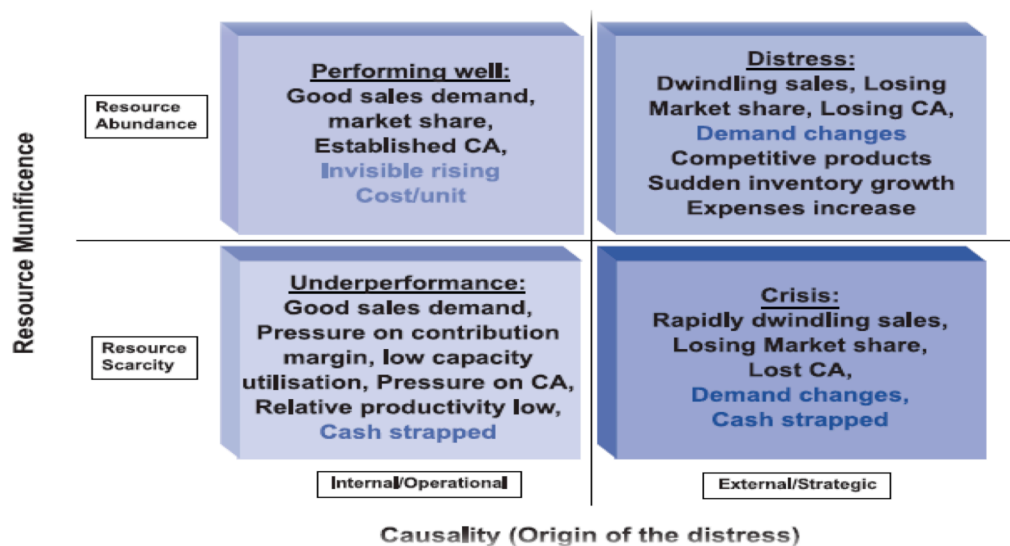 Resource Munificence
Resource
Abundance
Performing well:
Good sales demand,
market share,
Established CA,
Invisible rising
Cost/unit
Distress:
Dwindling sales, Losing
Market share, Losing CA,
Demand changes
Competitive products
Sudden inventory growth
Expenses increase
Resource
Scarcity
Underperformance:
Good sales demand,
Pressure on contribution
margin, low capacity
utilisation, Pressure on CA,
Relative productivity low,
Cash strapped
Crisis:
Rapidly dwindling sales,
Losing Market share,
Lost CA,
Demand changes,
Cash strapped
Internal/Operational
External/Strategic
Causality (Origin of the distress)